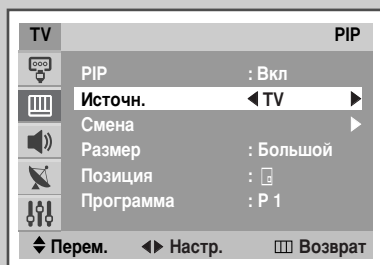 TV PIP
PIP : Вкл
Источн. ◀ TV ▶
Смена ▶
Размер : Большой
Позиция :
Программа : P 1
Перем. Настр. Возврат